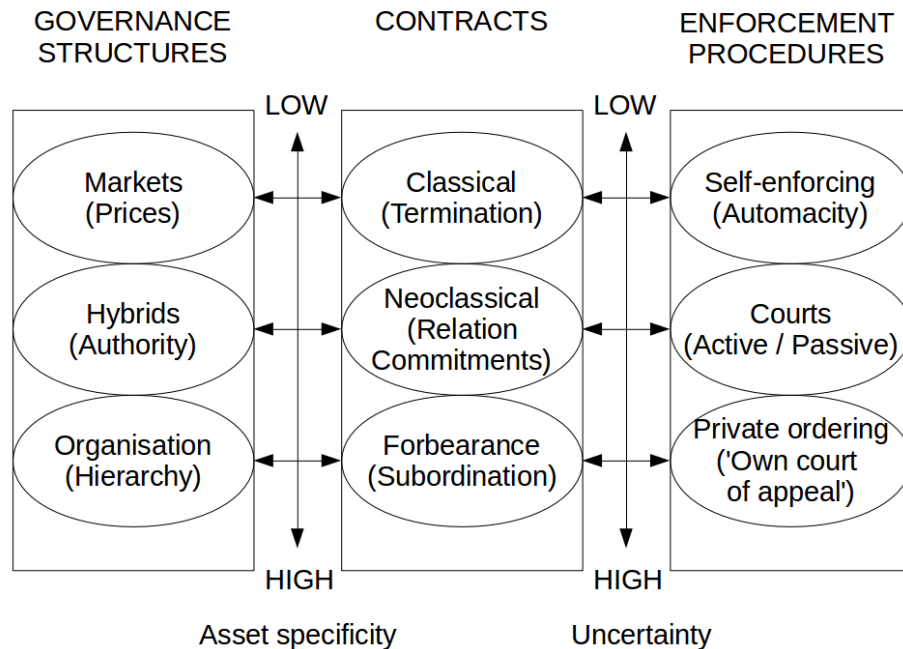 GOVERNANCE
STRUCTURES
CONTRACTS
ENFORCEMENT
PROCEDURES
LOW
LOW
Markets
(Prices)
Classical
(Termination)
Self-enforcing
(Automacity)
Hybrids
(Authority)
Neoclassical
(Relation
Commitments)
Courts
(Active / Passive)
Organisation
(Hierarchy)
Forbearance
(Subordination)
Private ordering
('Own court
of appeal')
HIGH
HIGH
Asset specificity
Uncertainty